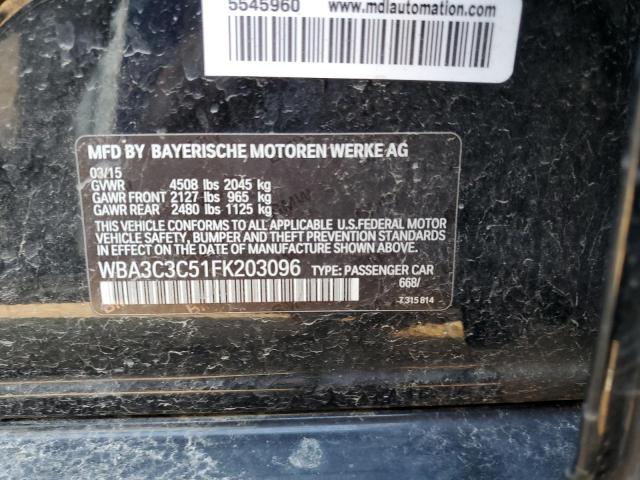 5545960 www.mdlautomation.com
MFD BY BAYERISCHE MOTOREN WERKE AG
03/15
GVWR 4508 lbs 2045 kg
GAWR FRONT 2127 lbs 965 kg
GAWR REAR 2480 lbs 1125 kg
THIS VEHICLE CONFORMS TO ALL APPLICABLE U.S.FEDERAL MOTOR
VEHICLE SAFETY, BUMPER AND THEFT PREVENTION STANDARDS
IN EFFECT ON THE DATE OF MANUFACTURE SHOWN ABOVE.
WBA3C3C51FK203096 TYPE: PASSENGER CAR
668/
7 315 814